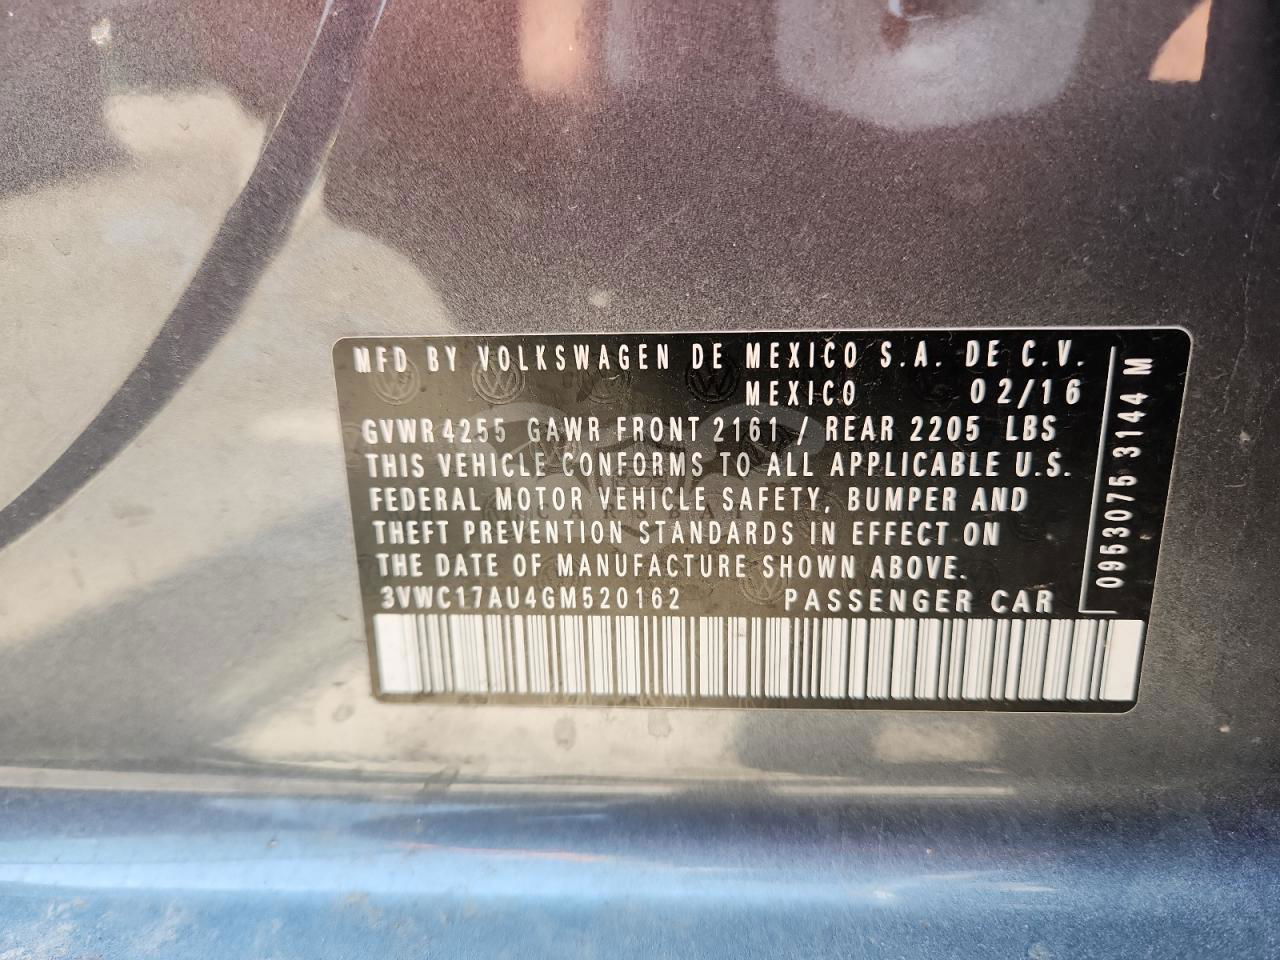 MFD BY VOLKSWAGEN DE MEXICO S.A. DE C.V.
MEXICO 02/16
GVWR 4255 GAWR FRONT 2161 / REAR 2205 LBS
THIS VEHICLE CONFORMS TO ALL APPLICABLE U.S.
FEDERAL MOTOR VEHICLE SAFETY, BUMPER AND
THEFT PREVENTION STANDARDS IN EFFECT ON
THE DATE OF MANUFACTURE SHOWN ABOVE.
3VWC17AU4GM520162 PASSENGER CAR
0953075 3144 M